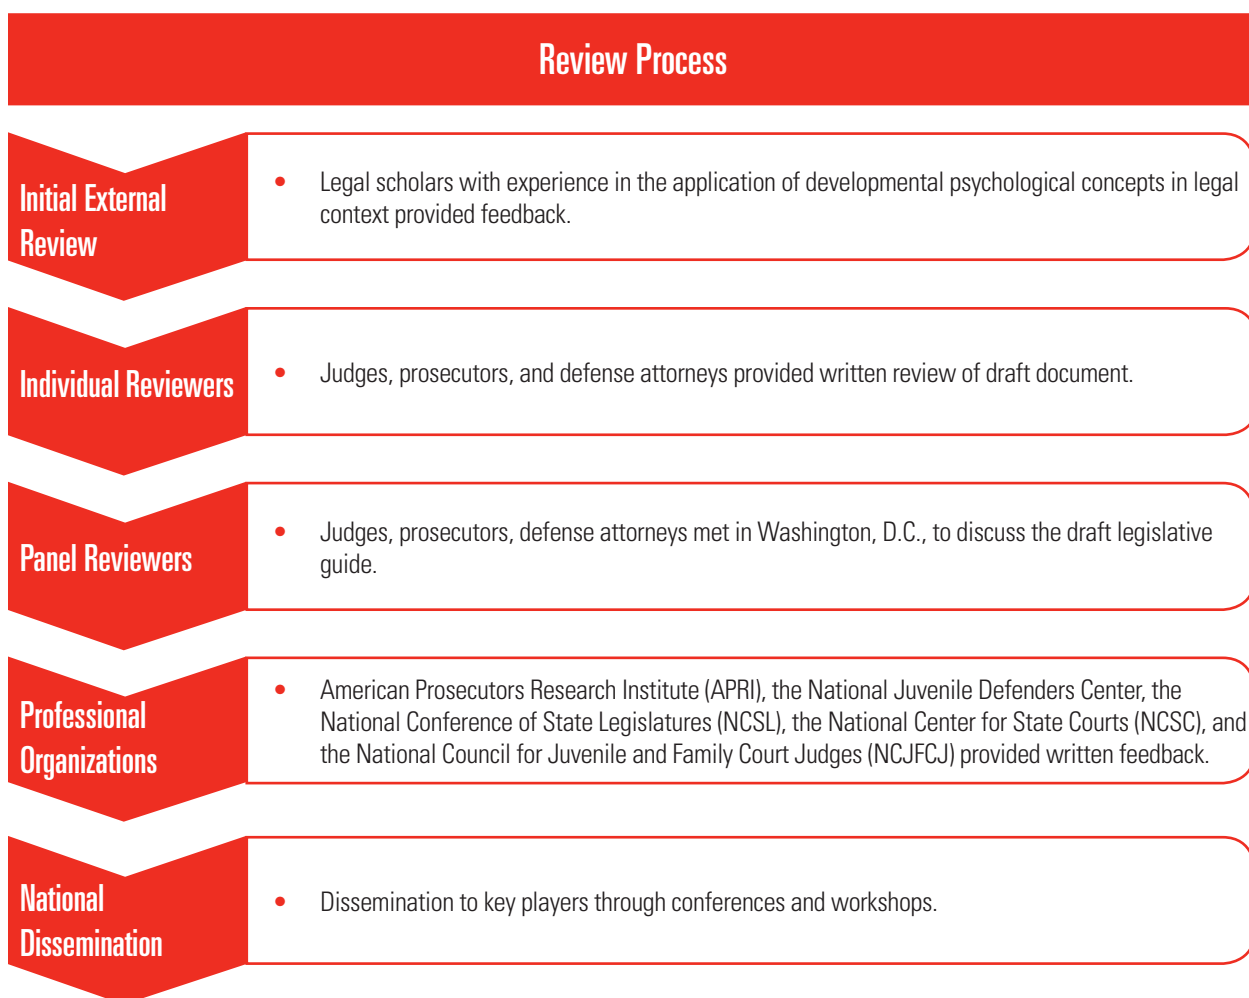 Review Process
Initial External
Review
• Legal scholars with experience in the application of developmental psychological concepts in legal
context provided feedback.
Individual Reviewers
• Judges, prosecutors, and defense attorneys provided written review of draft document.
Panel Reviewers
• Judges, prosecutors, defense attorneys met in Washington, D.C., to discuss the draft legislative
guide.
Professional
Organizations
• American Prosecutors Research Institute (APRI), the National Juvenile Defenders Center, the
National Conference of State Legislatures (NCSL), the National Center for State Courts (NCSC), and
the National Council for Juvenile and Family Court Judges (NCJFCJ) provided written feedback.
National
Dissemination
• Dissemination to key players through conferences and workshops.